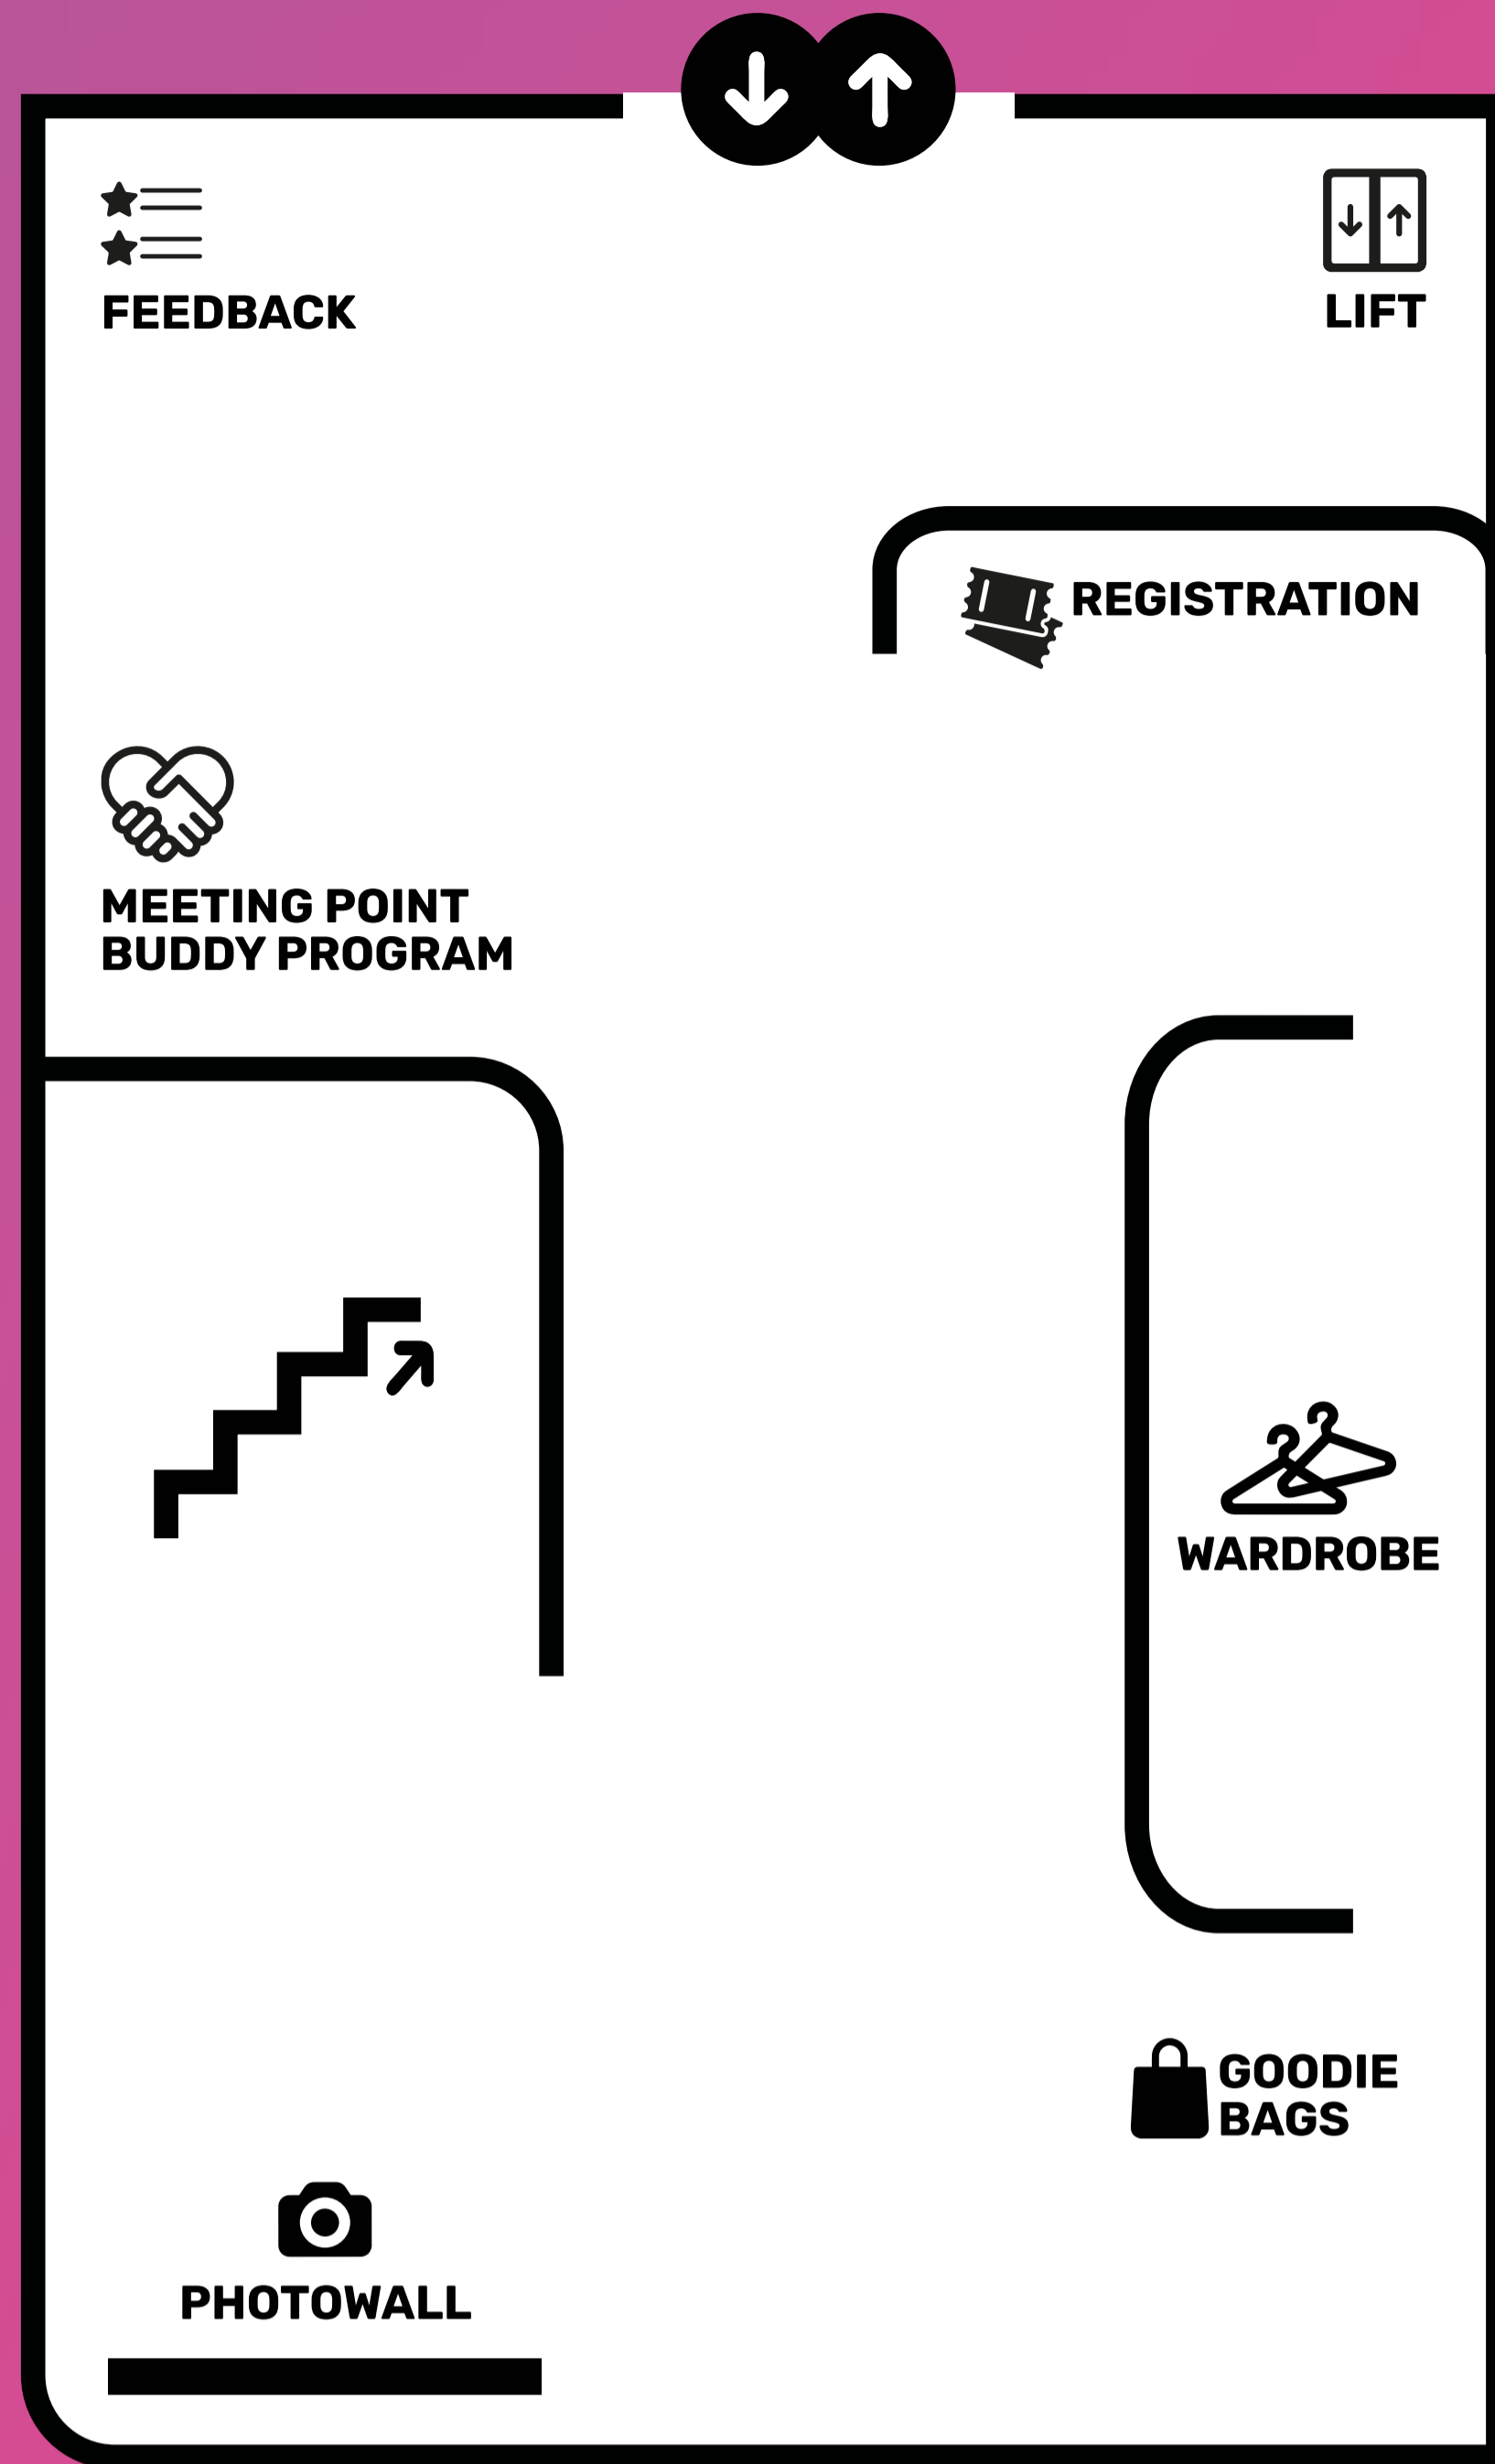 FEEDBACK
LIFT
REGISTRATION
MEETING POINT
BUDDY PROGRAM
WARDROBE
GOODIE
BAGS
PHOTOWALL